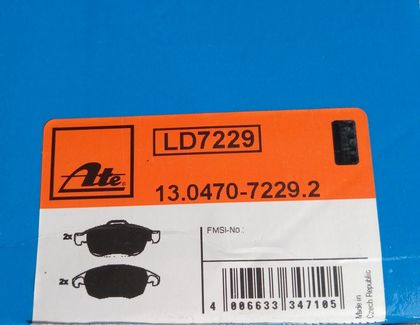 Ate
LD7229
13.0470-7229.2
2x
2x
FMSI-No.:
4 006633 347105
Made in
Czech Republic